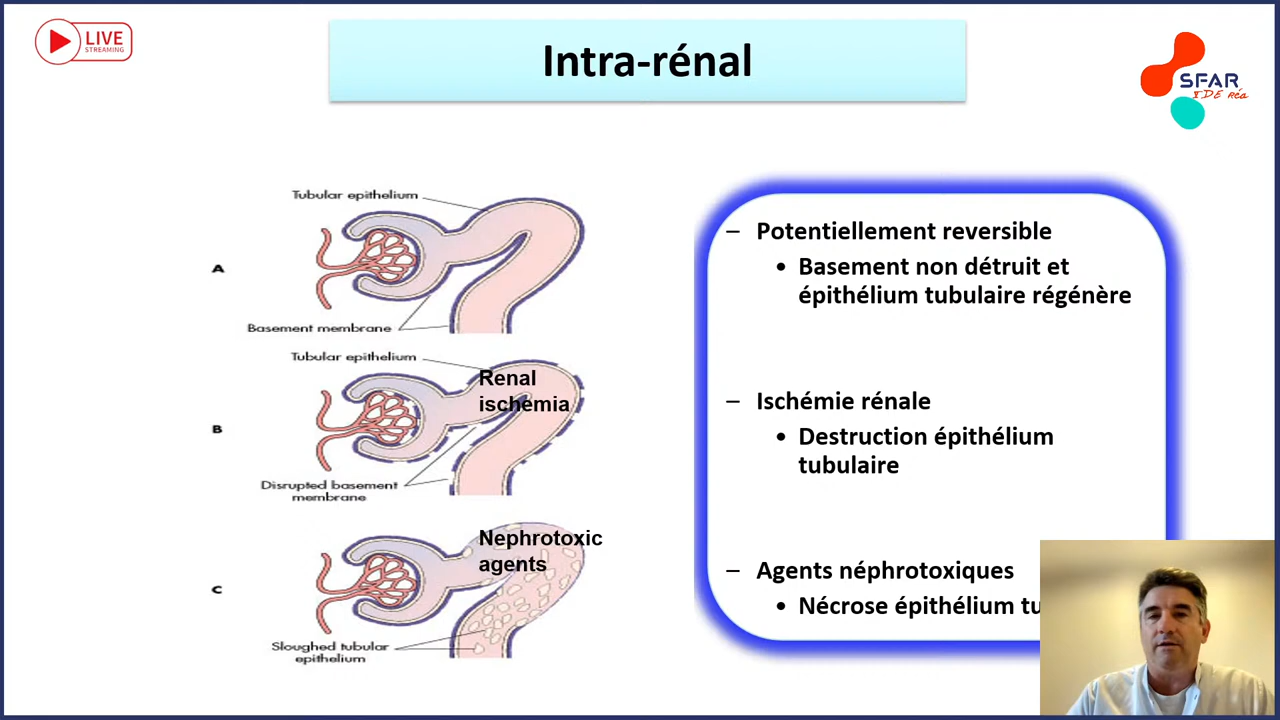 LIVE
STREAMING
Intra-rénal
SFAR
IDE Réa
Tubular epithelium
A
Basement membrane
Tubular epithelium
Renal
ischemia
B
Disrupted basement
membrane
Nephrotoxic
agents
C
Sloughed tubular
epithelium
– Potentiellement reversible
• Basement non détruit et
épithélium tubulaire régénère
– Ischémie rénale
• Destruction épithélium
tubulaire
– Agents néphrotoxiques
• Nécrose épithélium tu